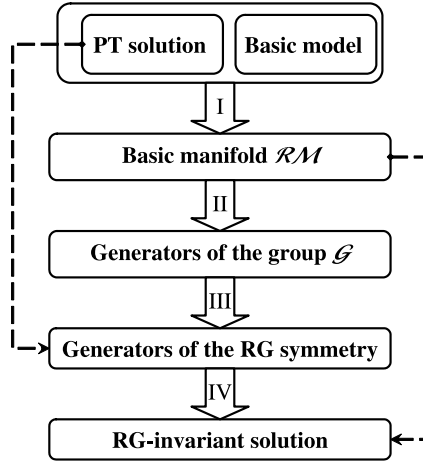 PT solution
Basic model
I
Basic manifold ℛℳ
II
Generators of the group 𝒢
III
Generators of the RG symmetry
IV
RG-invariant solution